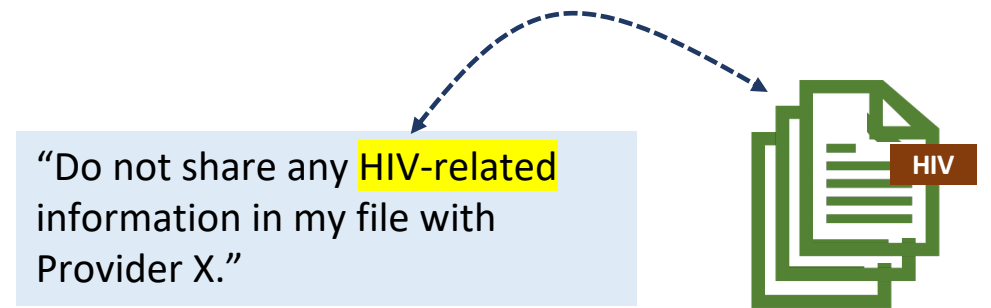 “Do not share any HIV-related
information in my file with
Provider X.”
HIV